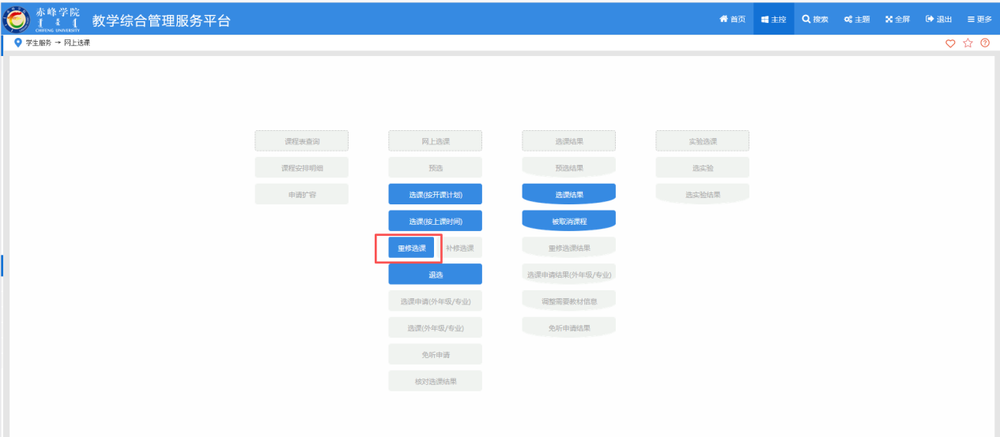 赤峰学院
CHIFENG UNIVERSITY
教学综合管理服务平台
首页 主控 搜索 主题 全屏 退出 更多
学生服务 → 网上选课
课程表查询 网上选课 选课结果 实验选课
课程安排明细 预选 预选结果 选实验
申请扩容 选课(按开课计划) 选课结果 选实验结果
选课(按上课时间) 被取消课程
重修选课 补修选课 重修选课结果
退选 选课申请结果(外年级/专业)
选课申请(外年级/专业) 调整需要教材信息
选课(外年级/专业) 免听申请结果
免听申请
核对选课结果